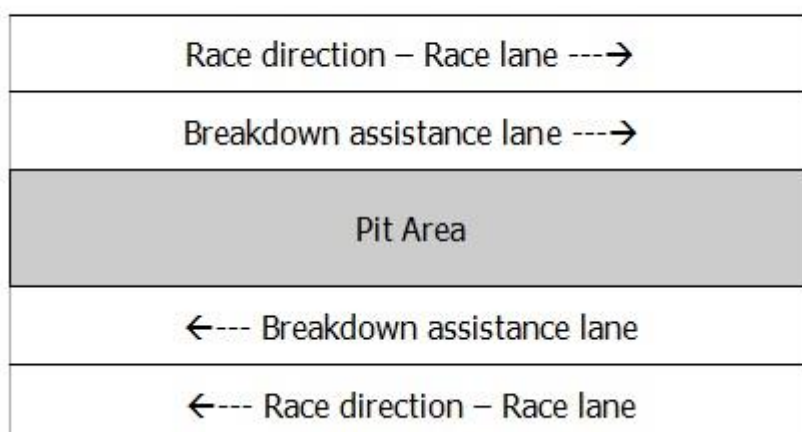 Race direction – Race lane ---→
Breakdown assistance lane ---→
Pit Area
←--- Breakdown assistance lane
←--- Race direction – Race lane